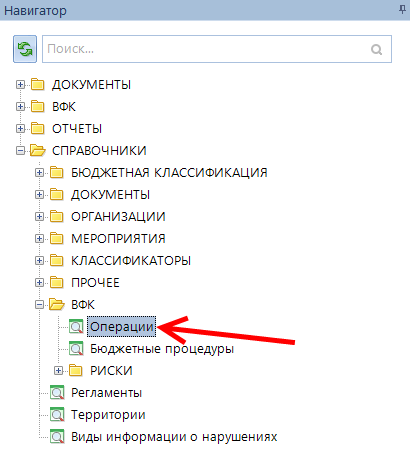 Навигатор
Поиск...
ДОКУМЕНТЫ
ВФК
ОТЧЕТЫ
СПРАВОЧНИКИ
БЮДЖЕТНАЯ КЛАССИФИКАЦИЯ
ДОКУМЕНТЫ
ОРГАНИЗАЦИИ
МЕРОПРИЯТИЯ
КЛАССИФИКАТОРЫ
ПРОЧЕЕ
ВФК
Операции
Бюджетные процедуры
РИСКИ
Регламенты
Территории
Виды информации о нарушениях